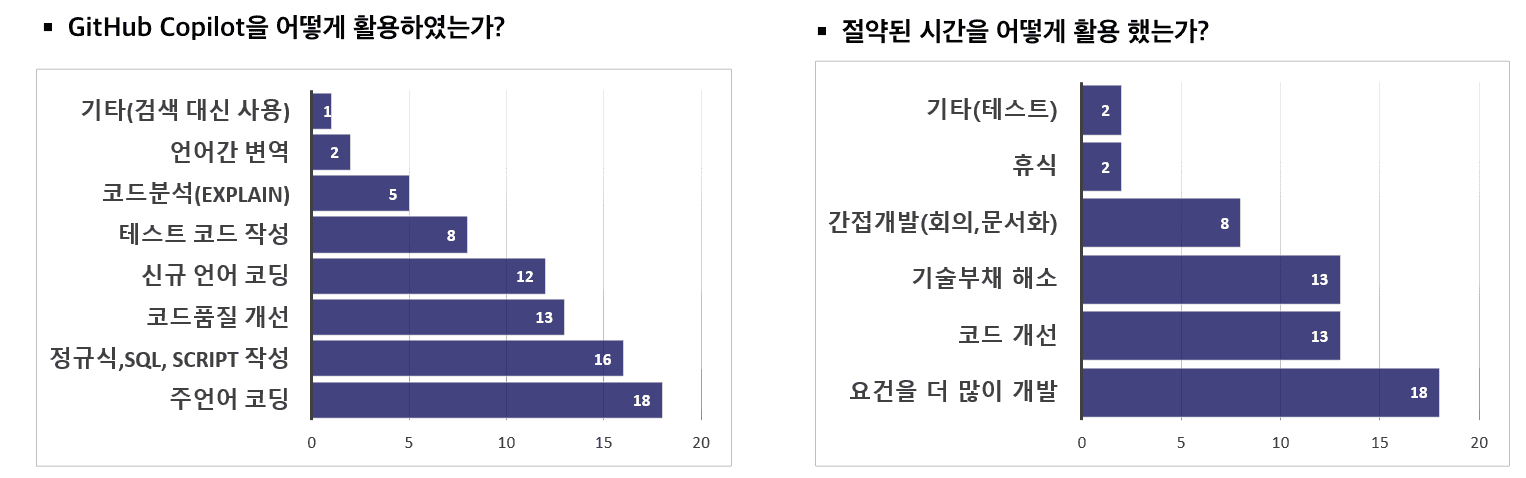 ▪ GitHub Copilot을 어떻게 활용하였는가?
기타(검색 대신 사용) 1
언어간 변역 2
코드분석(EXPLAIN) 5
테스트 코드 작성 8
신규 언어 코딩 12
코드품질 개선 13
정규식,SQL, SCRIPT 작성 16
주언어 코딩 18
0 5 10 15 20
▪ 절약된 시간을 어떻게 활용 했는가?
기타(테스트) 2
휴식 2
간접개발(회의,문서화) 8
기술부채 해소 13
코드 개선 13
요건을 더 많이 개발 18
0 5 10 15 20